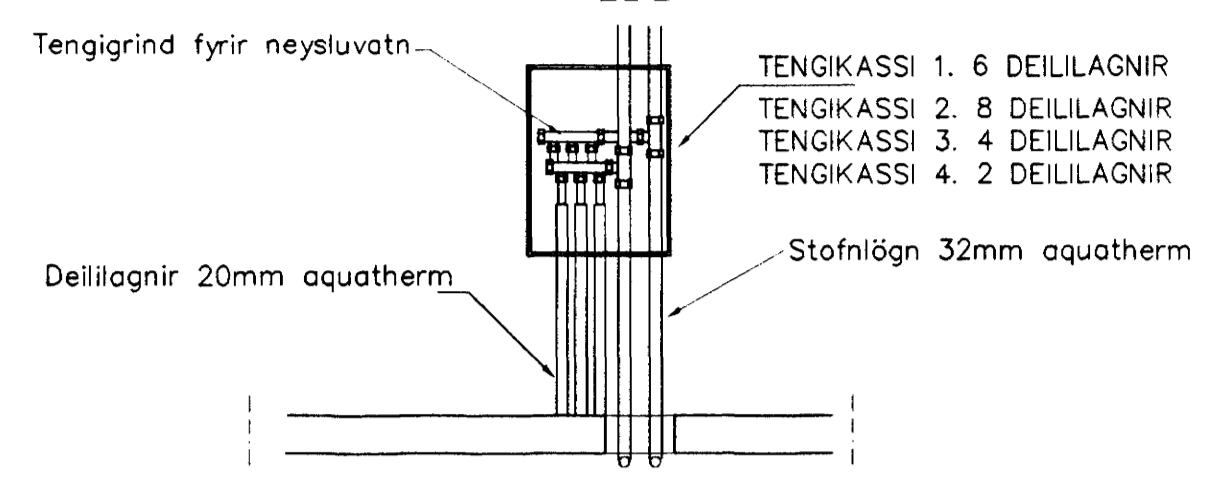 Tengigrind fyrir neysluvatn
TENGIKASSI 1. 6 DEILILAGNIR
TENGIKASSI 2. 8 DEILILAGNIR
TENGIKASSI 3. 4 DEILILAGNIR
TENGIKASSI 4. 2 DEILILAGNIR
Stofnlögn 32mm aquatherm
Deililagnir 20mm aquatherm